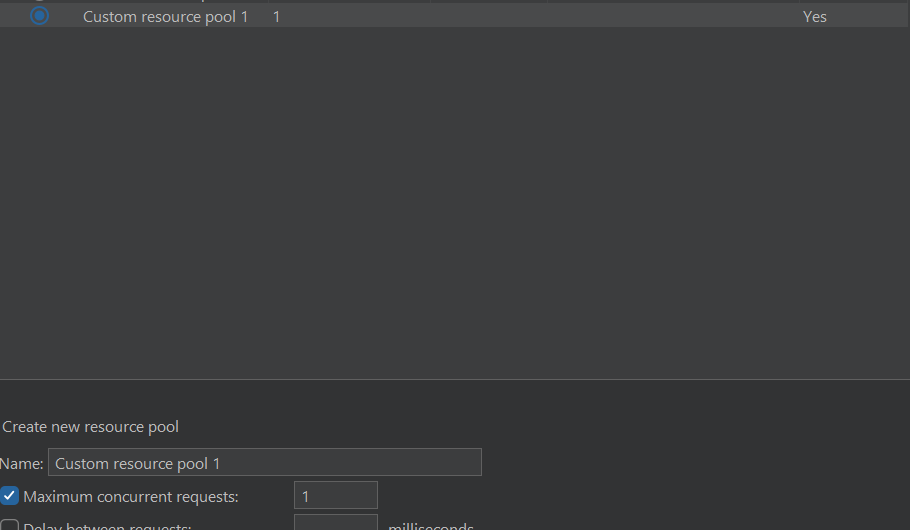 Custom resource pool 1 1 Yes
Create new resource pool
Name: Custom resource pool 1
Maximum concurrent requests: 1
Delay between requests: milliseconds